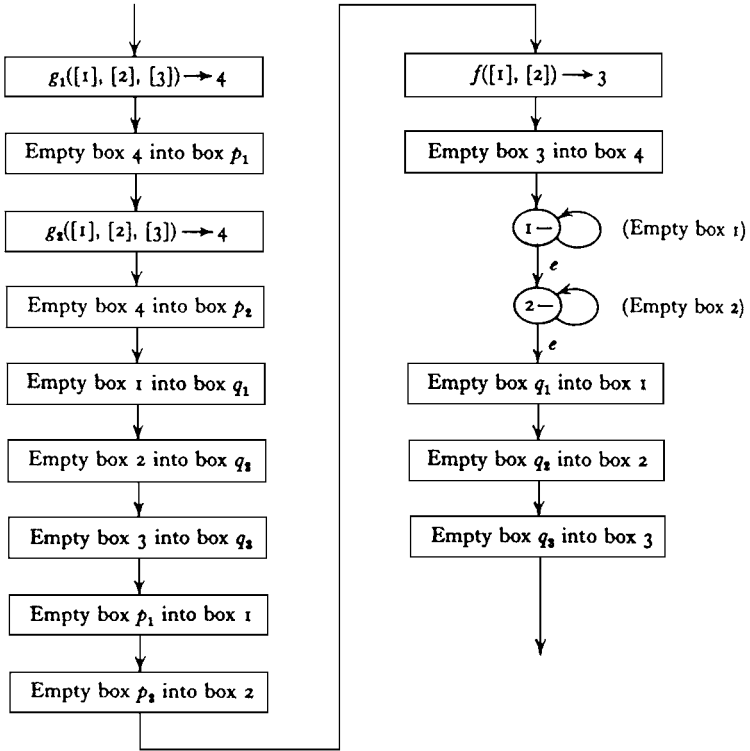 g₁([1], [2], [3]) → 4
Empty box 4 into box p₁
g₂([1], [2], [3]) → 4
Empty box 4 into box p₂
Empty box 1 into box q₁
Empty box 2 into box q₂
Empty box 3 into box q₃
Empty box p₁ into box 1
Empty box p₂ into box 2
f([1], [2]) → 3
Empty box 3 into box 4
1 – (Empty box 1)
e
2 – (Empty box 2)
e
Empty box q₁ into box 1
Empty box q₂ into box 2
Empty box q₃ into box 3